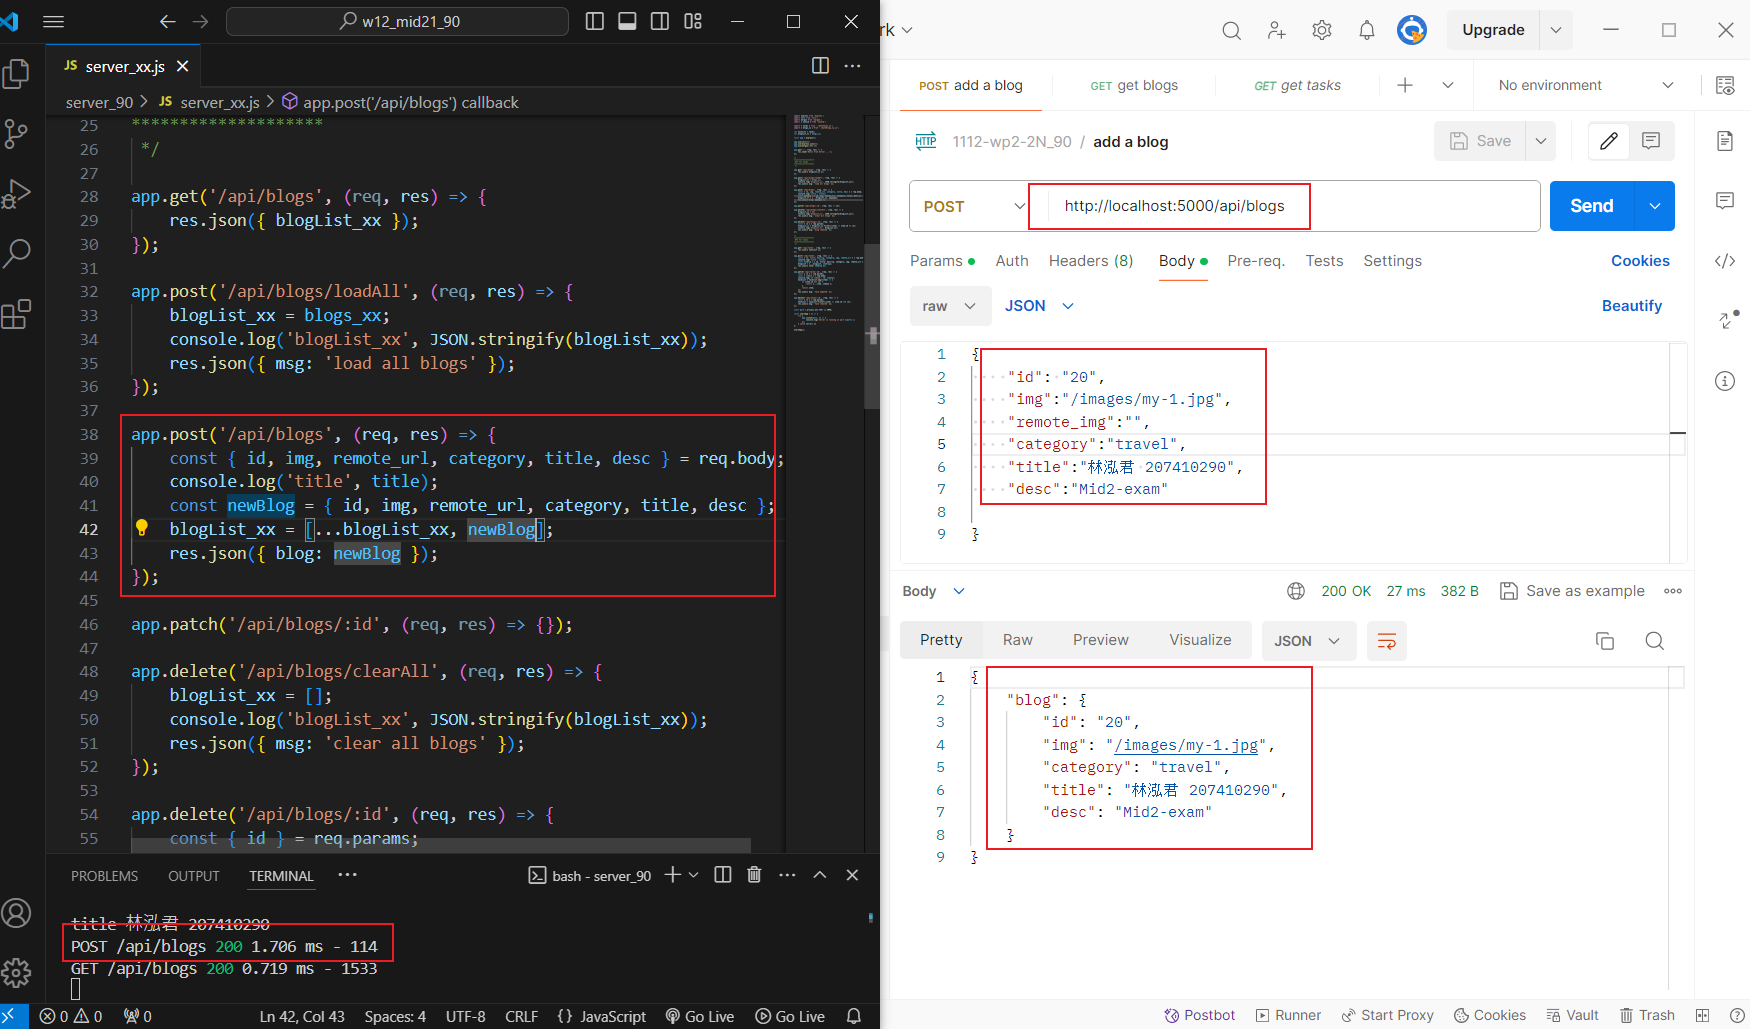 w12_mid21_90
JS server_xx.js
server_90 > JS server_xx.js > app.post('/api/blogs') callback
25 ********************
26 */
27
28 app.get('/api/blogs', (req, res) => {
29 res.json({ blogList_xx });
30 });
31
32 app.post('/api/blogs/loadAll', (req, res) => {
33 blogList_xx = blogs_xx;
34 console.log('blogList_xx', JSON.stringify(blogList_xx));
35 res.json({ msg: 'load all blogs' });
36 });
37
38 app.post('/api/blogs', (req, res) => {
39 const { id, img, remote_url, category, title, desc } = req.body;
40 console.log('title', title);
41 const newBlog = { id, img, remote_url, category, title, desc };
42 blogList_xx = [...blogList_xx, newBlog];
43 res.json({ blog: newBlog });
44 });
45
46 app.patch('/api/blogs/:id', (req, res) => {});
47
48 app.delete('/api/blogs/clearAll', (req, res) => {
49 blogList_xx = [];
50 console.log('blogList_xx', JSON.stringify(blogList_xx));
51 res.json({ msg: 'clear all blogs' });
52 });
53
54 app.delete('/api/blogs/:id', (req, res) => {
55 const { id } = req.params;
PROBLEMS OUTPUT TERMINAL
bash - server_90
title 林泓君 207410290
POST /api/blogs 200 1.706 ms - 114
GET /api/blogs 200 0.719 ms - 1533
0 0 0 Ln 42, Col 43 Spaces: 4 UTF-8 CRLF {} JavaScript Go Live Go Live
rk Upgrade
POST add a blog GET get blogs GET get tasks No environment
HTTP 1112-wp2-2N_90 / add a blog Save
POST http://localhost:5000/api/blogs Send
Params Auth Headers (8) Body Pre-req. Tests Settings Cookies
raw JSON Beautify
1 {
2 "id": "20",
3 "img":"/images/my-1.jpg",
4 "remote_img":"",
5 "category":"travel",
6 "title":"林泓君 207410290",
7 "desc":"Mid2-exam"
8
9 }
Body 200 OK 27 ms 382 B Save as example
Pretty Raw Preview Visualize JSON
1 {
2 "blog": {
3 "id": "20",
4 "img": "/images/my-1.jpg",
5 "category": "travel",
6 "title": "林泓君 207410290",
7 "desc": "Mid2-exam"
8 }
9 }
Postbot Runner Start Proxy Cookies Vault Trash